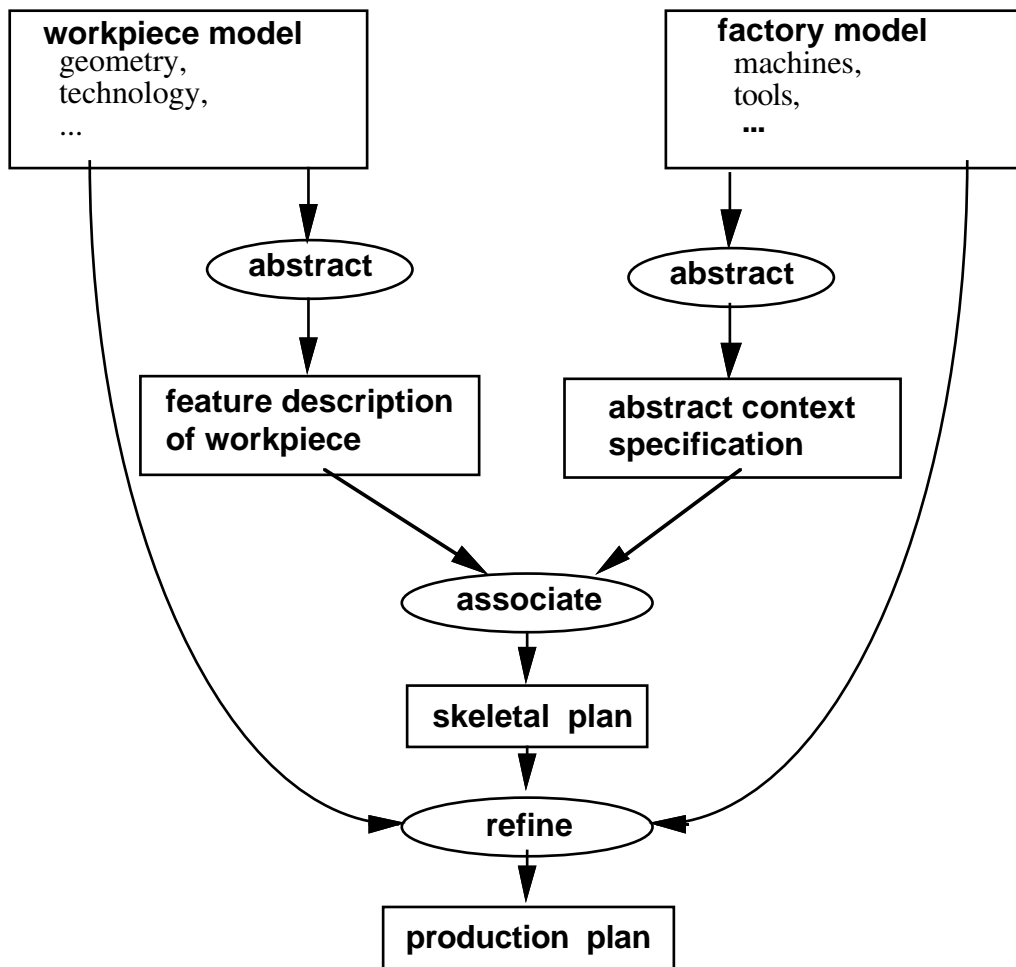 workpiece model
geometry,
technology,
...
factory model
machines,
tools,
...
abstract
abstract
feature description
of workpiece
abstract context
specification
associate
skeletal plan
refine
production plan